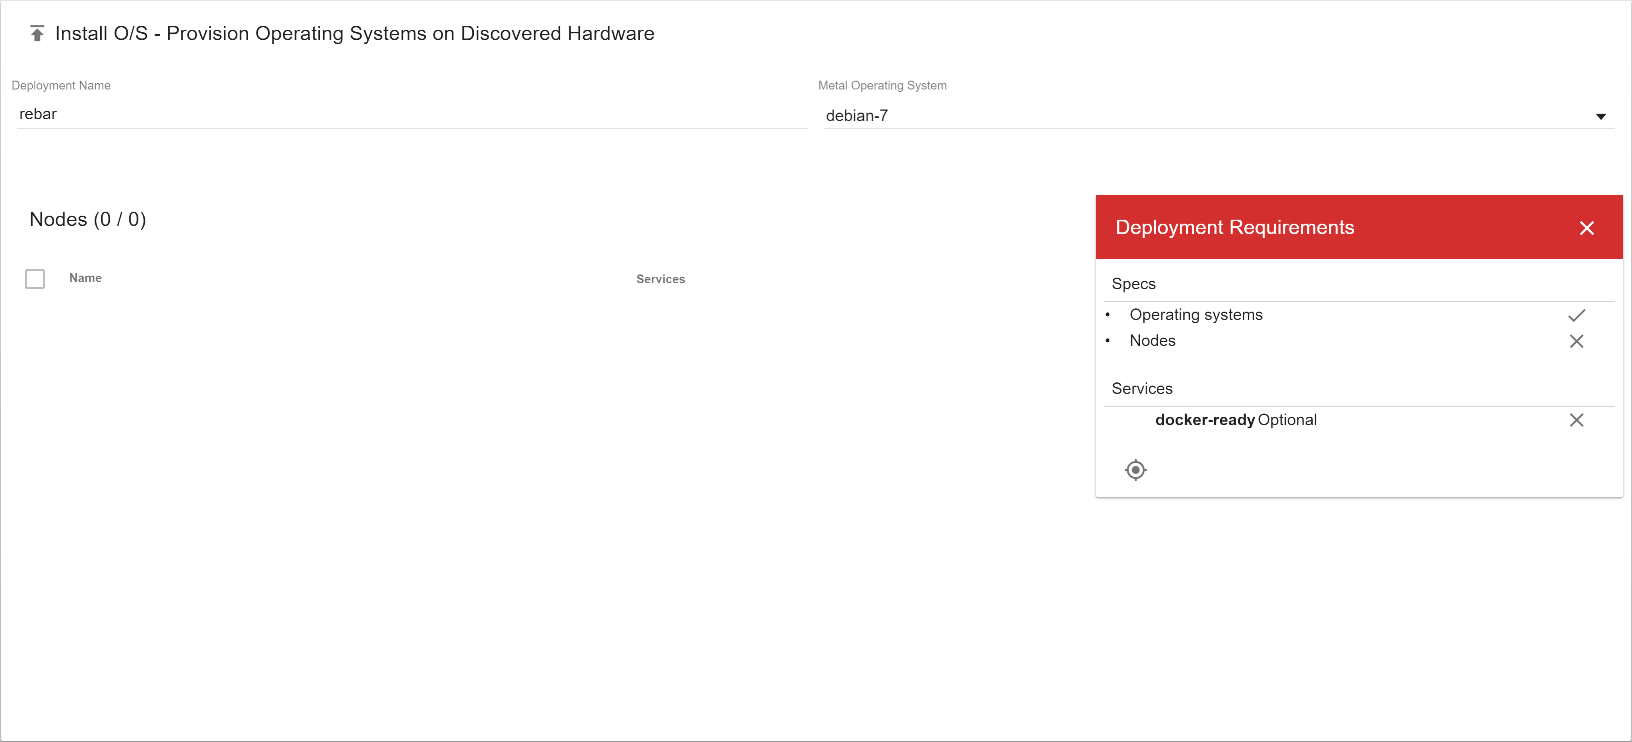 Install O/S - Provision Operating Systems on Discovered Hardware
Deployment Name
Metal Operating System
rebar
debian-7
Nodes (0 / 0)
Name
Services
Deployment Requirements
Specs
• Operating systems
• Nodes
Services
docker-ready Optional